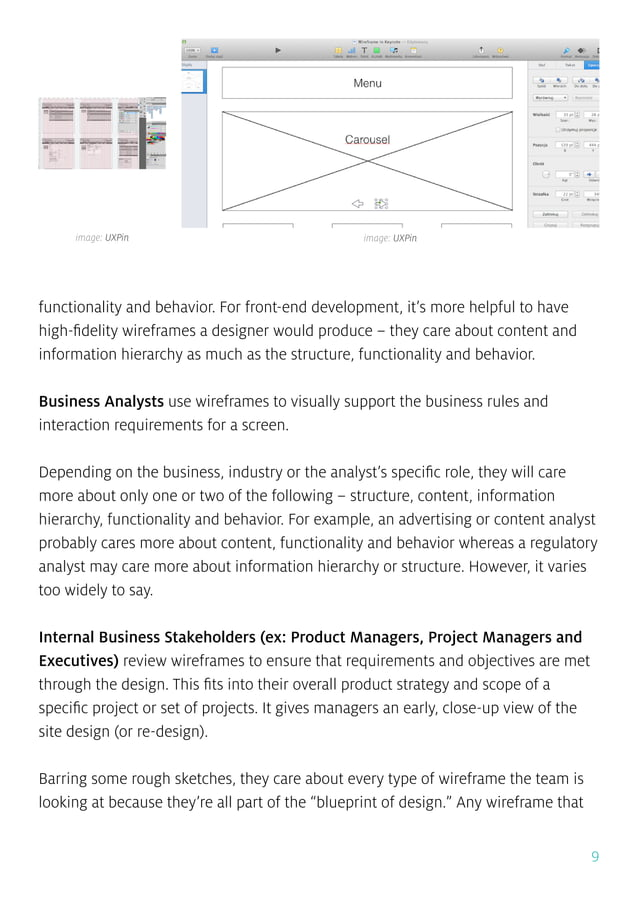 Wireframe in Keynote
Menu
Carousel
image: UXPin
image: UXPin
functionality and behavior. For front-end development, it’s more helpful to have
high-fidelity wireframes a designer would produce – they care about content and
information hierarchy as much as the structure, functionality and behavior.
Business Analysts use wireframes to visually support the business rules and
interaction requirements for a screen.
Depending on the business, industry or the analyst’s specific role, they will care
more about only one or two of the following – structure, content, information
hierarchy, functionality and behavior. For example, an advertising or content analyst
probably cares more about content, functionality and behavior whereas a regulatory
analyst may care more about information hierarchy or structure. However, it varies
too widely to say.
Internal Business Stakeholders (ex: Product Managers, Project Managers and
Executives) review wireframes to ensure that requirements and objectives are met
through the design. This fits into their overall product strategy and scope of a
specific project or set of projects. It gives managers an early, close-up view of the
site design (or re-design).
Barring some rough sketches, they care about every type of wireframe the team is
looking at because they’re all part of the “blueprint of design.” Any wireframe that
9